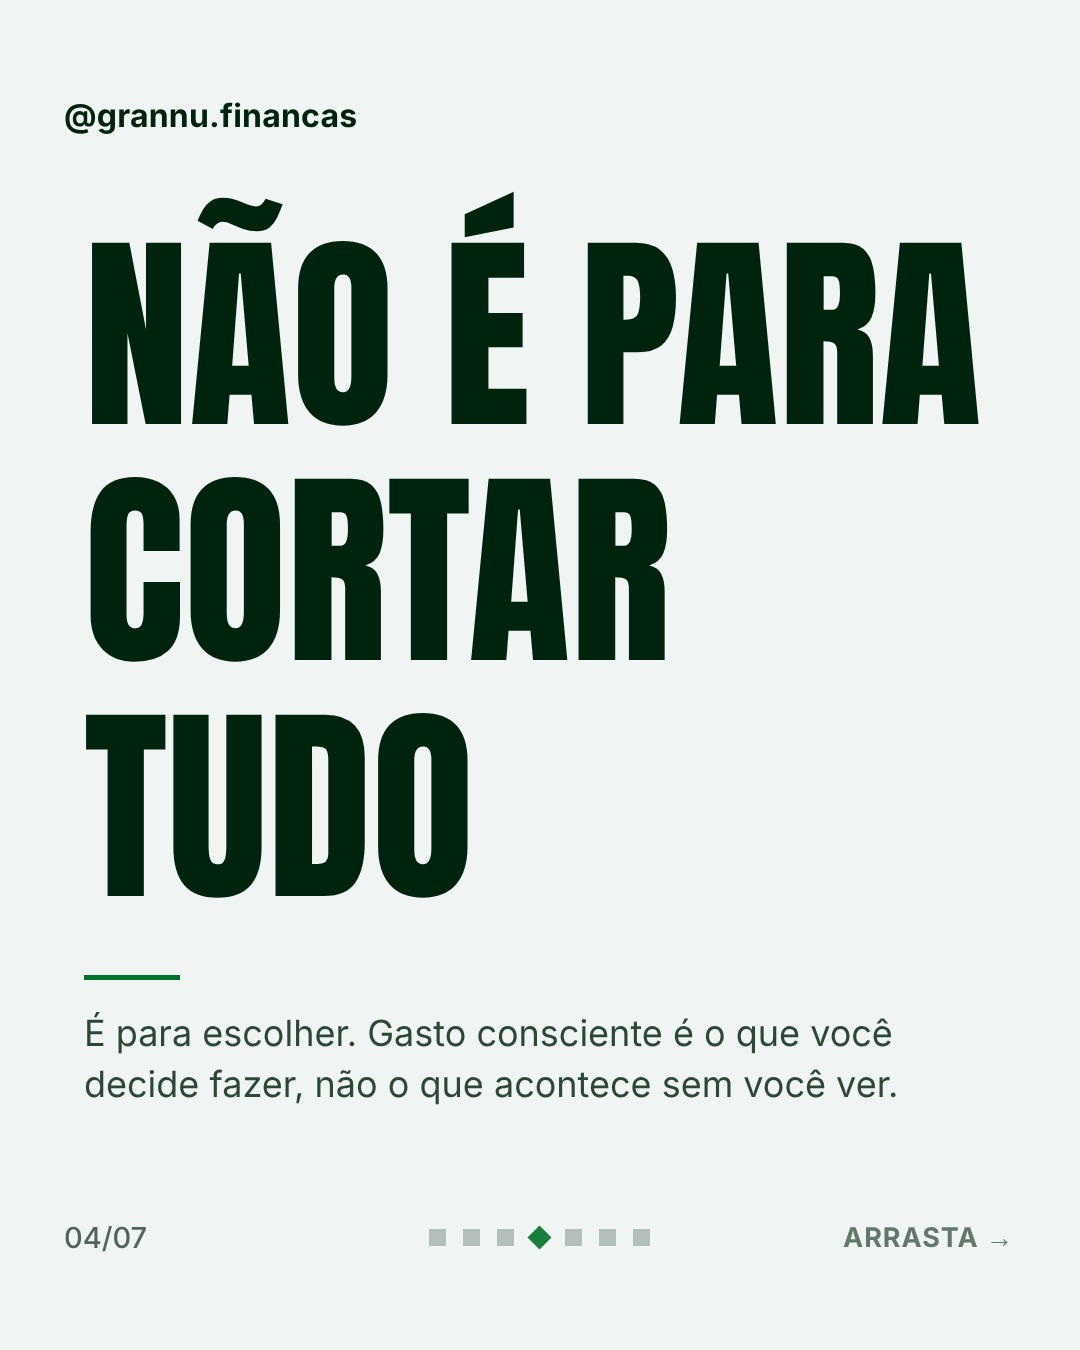 @grannu.financas
NÃO É PARA
CORTAR
TUDO
É para escolher. Gasto consciente é o que você
decide fazer, não o que acontece sem você ver.
04/07
ARRASTA →